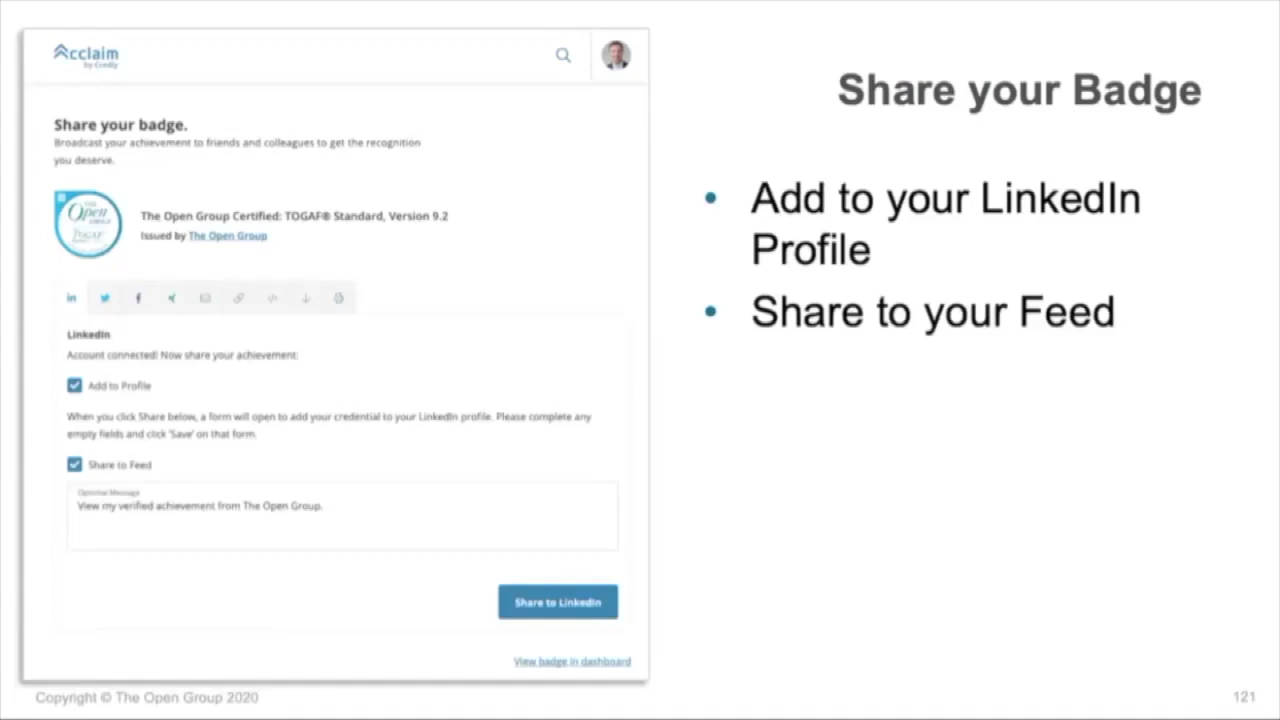 Acclaim
by Credly
Share your badge.
Broadcast your achievement to friends and colleagues to get the recognition
you deserve.
THE
Open
GROUP
TOGAF
The Open Group Certified: TOGAF® Standard, Version 9.2
Issued by The Open Group
in
f
LinkedIn
Account connected! Now share your achievement:
Add to Profile
When you click Share below, a form will open to add your credential to your LinkedIn profile. Please complete any
empty fields and click 'Save' on that form.
Share to Feed
Optional Message
View my verified achievement from The Open Group.
Share to LinkedIn
View badge in dashboard
Share your Badge
• Add to your LinkedIn
Profile
• Share to your Feed
Copyright © The Open Group 2020
121